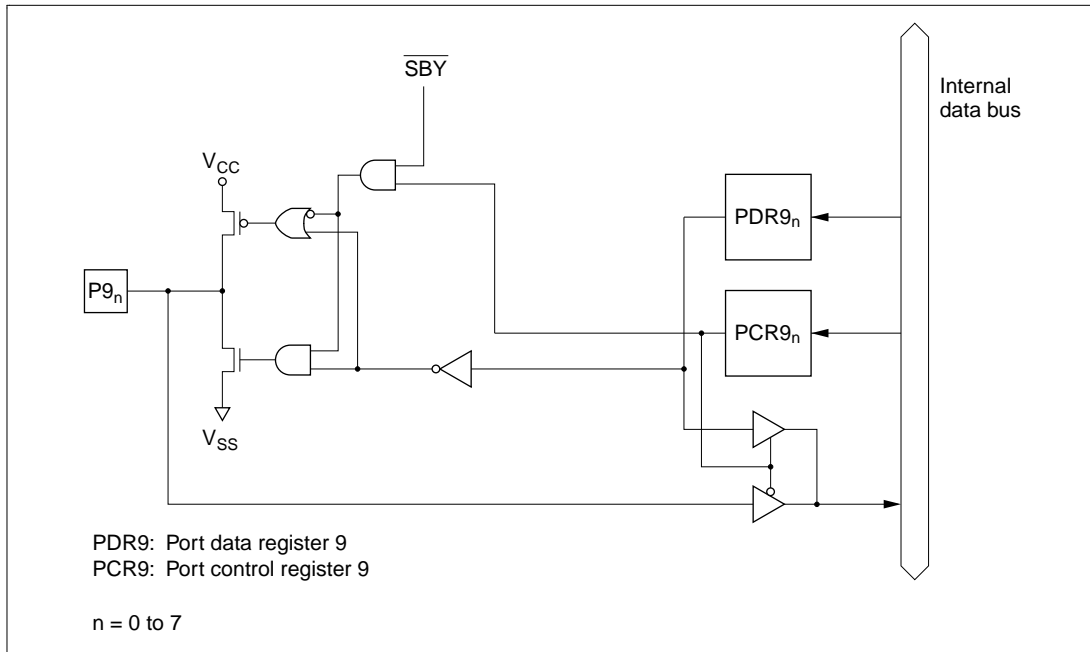 S̅B̅Y̅
Internal
data bus
VCC
PDR9n
P9n
PCR9n
VSS
PDR9: Port data register 9
PCR9: Port control register 9
n = 0 to 7